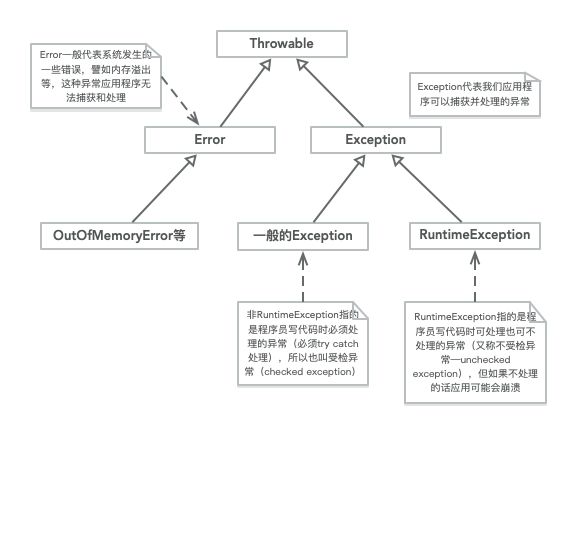 Throwable
Error一般代表系统发生的
一些错误，譬如内存溢出
等，这种异常应用程序无
法捕获和处理
Exception代表我们应用程
序可以捕获并处理的异常
Error
Exception
OutOfMemoryError等
一般的Exception
RuntimeException
非RuntimeException指的
是程序员写代码时必须处
理的异常（必须try catch
处理），所以也叫受检异
常（checked exception）
RuntimeException指的是程
序员写代码时可处理也可不
处理的异常（又称不受检异
常—unchecked
exception），但如果不处理
的话应用可能会崩溃